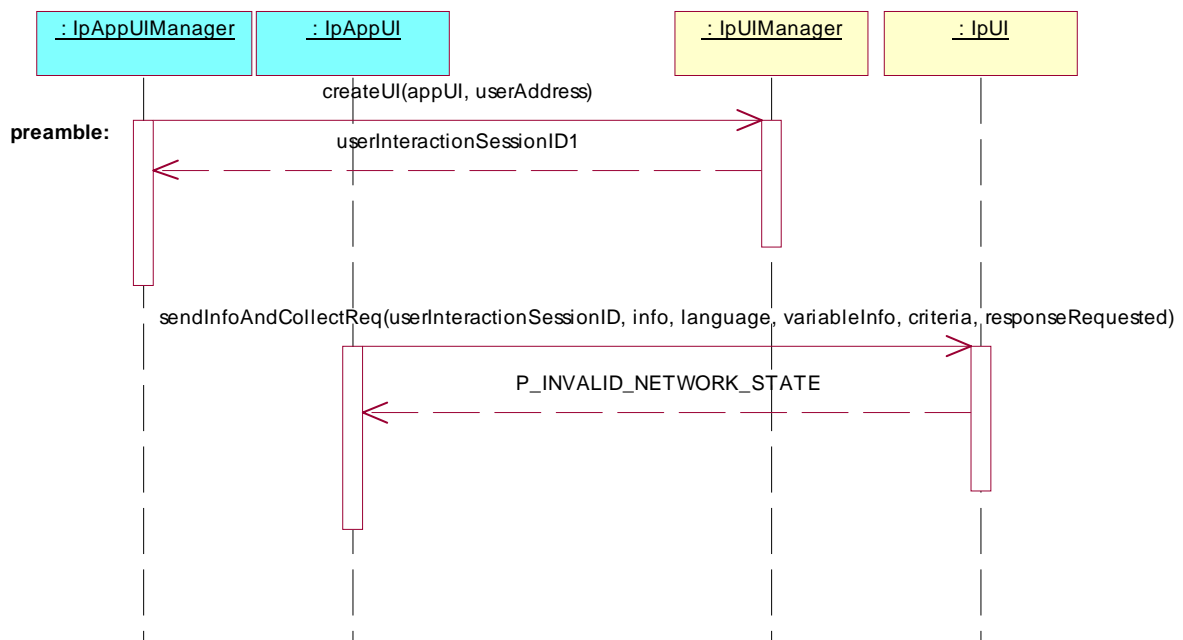 : IpAppUIManager
: IpAppUI
: IpUIManager
: IpUI
createUI(appUI, userAddress)
preamble:
userInteractionSessionID1
sendInfoAndCollectReq(userInteractionSessionID, info, language, variableInfo, criteria, responseRequested)
P_INVALID_NETWORK_STATE